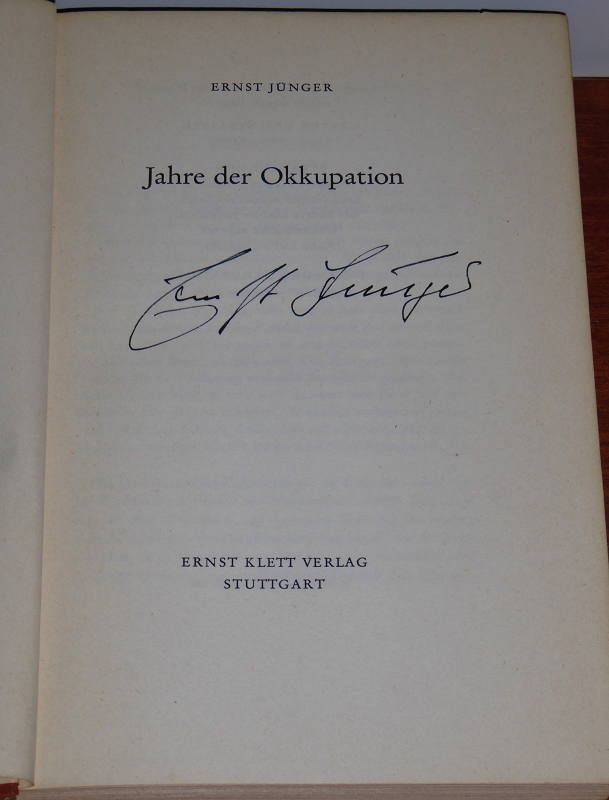 ERNST JÜNGER
Jahre der Okkupation
Ernst Jünger
ERNST KLETT VERLAG
STUTTGART